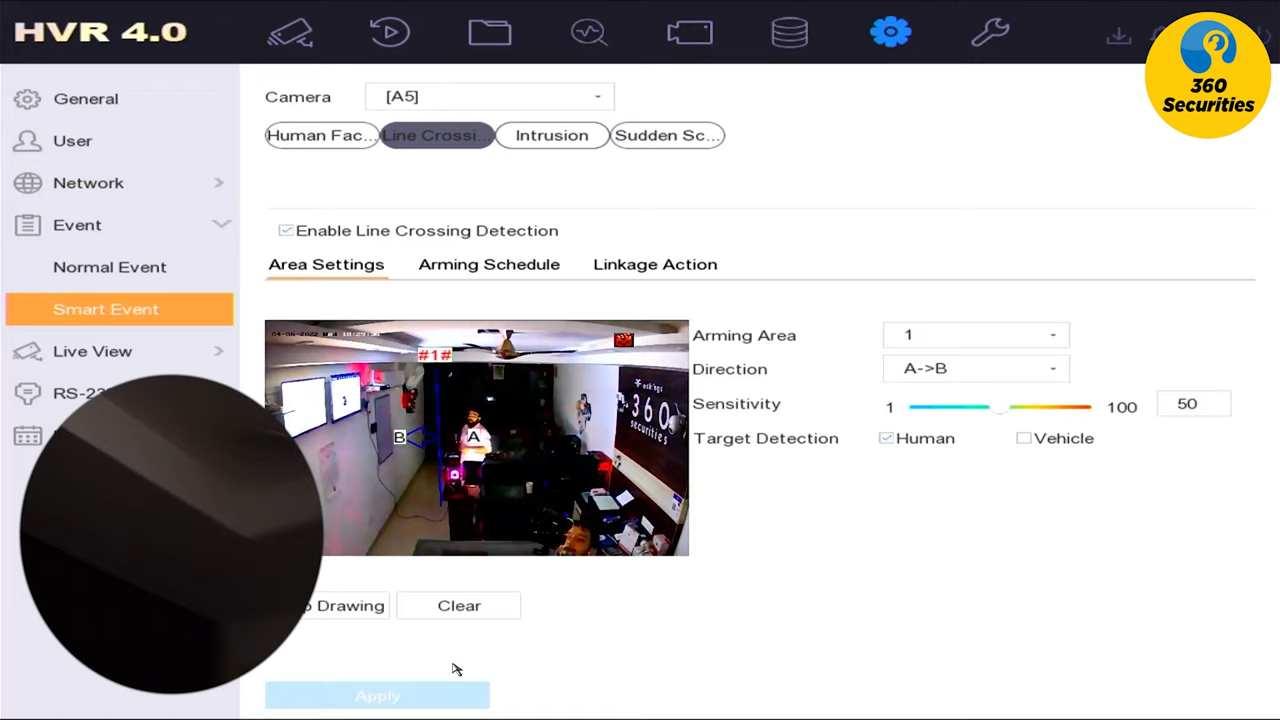 HVR 4.0
360
Securities
General
User
Network
Event
Normal Event
Smart Event
Live View
Camera
[A5]
Human Fac...
Line Crossi...
Intrusion
Sudden Sc...
Enable Line Crossing Detection
Area Settings
Arming Schedule
Linkage Action
#1#
B
A
360
securities
Arming Area
1
Direction
A->B
Sensitivity
1
100
50
Target Detection
Human
Vehicle
Drawing
Clear
Apply